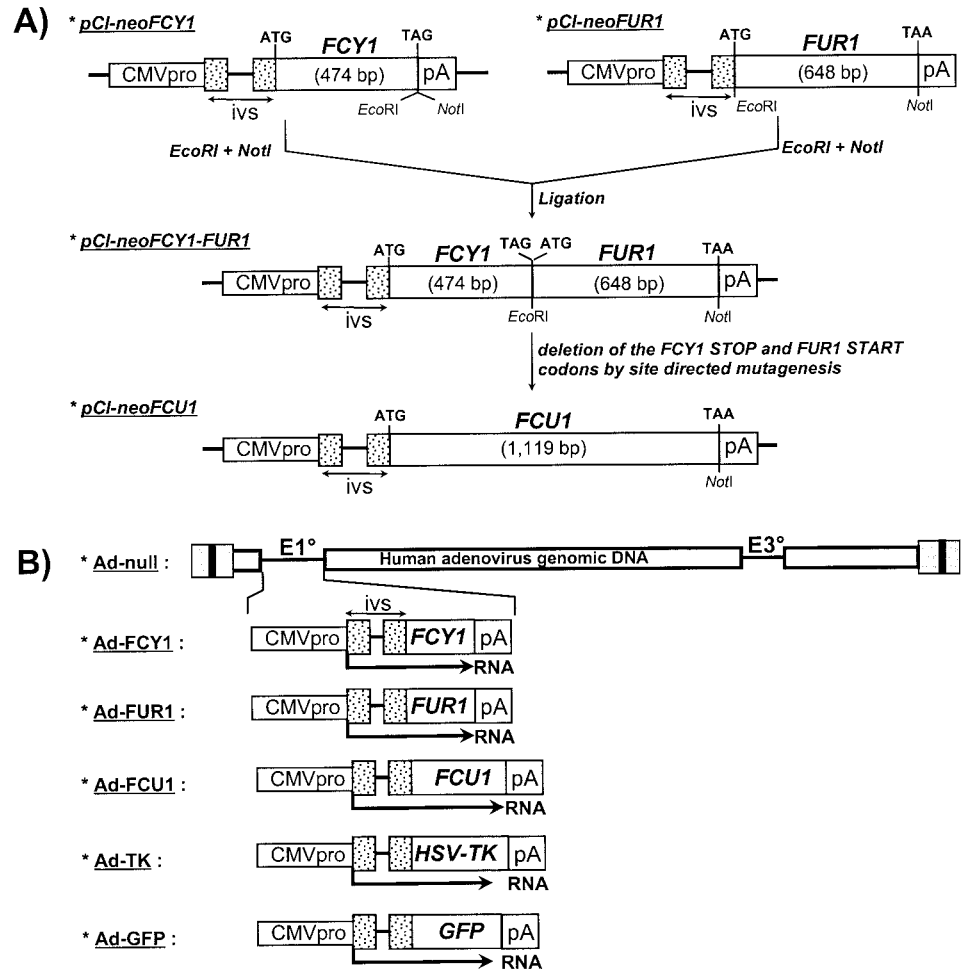 A)
* pCI-neoFCY1
ATG FCY1 TAG
CMVpro (474 bp) pA
ivs EcoRI NotI
EcoRI + NotI
* pCI-neoFUR1
ATG FUR1 TAA
CMVpro (648 bp) pA
ivs EcoRI NotI
EcoRI + NotI
Ligation
* pCI-neoFCY1-FUR1
ATG FCY1 TAG ATG FUR1 TAA
CMVpro (474 bp) (648 bp) pA
ivs EcoRI NotI
deletion of the FCY1 STOP and FUR1 START
codons by site directed mutagenesis
* pCI-neoFCU1
ATG FCU1 TAA
CMVpro (1,119 bp) pA
ivs NotI
B)
* Ad-null :
E1° Human adenovirus genomic DNA E3°
ivs
* Ad-FCY1 : CMVpro FCY1 pA
RNA
* Ad-FUR1 : CMVpro FUR1 pA
RNA
* Ad-FCU1 : CMVpro FCU1 pA
RNA
* Ad-TK : CMVpro HSV-TK pA
RNA
* Ad-GFP : CMVpro GFP pA
RNA